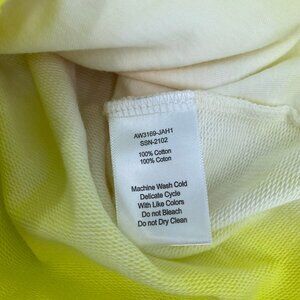 AW3169-JAH1
SSN-2102
100% Cotton
100% Coton
Machine Wash Cold
Delicate Cycle
With Like Colors
Do not Bleach
Do not Dry Clean